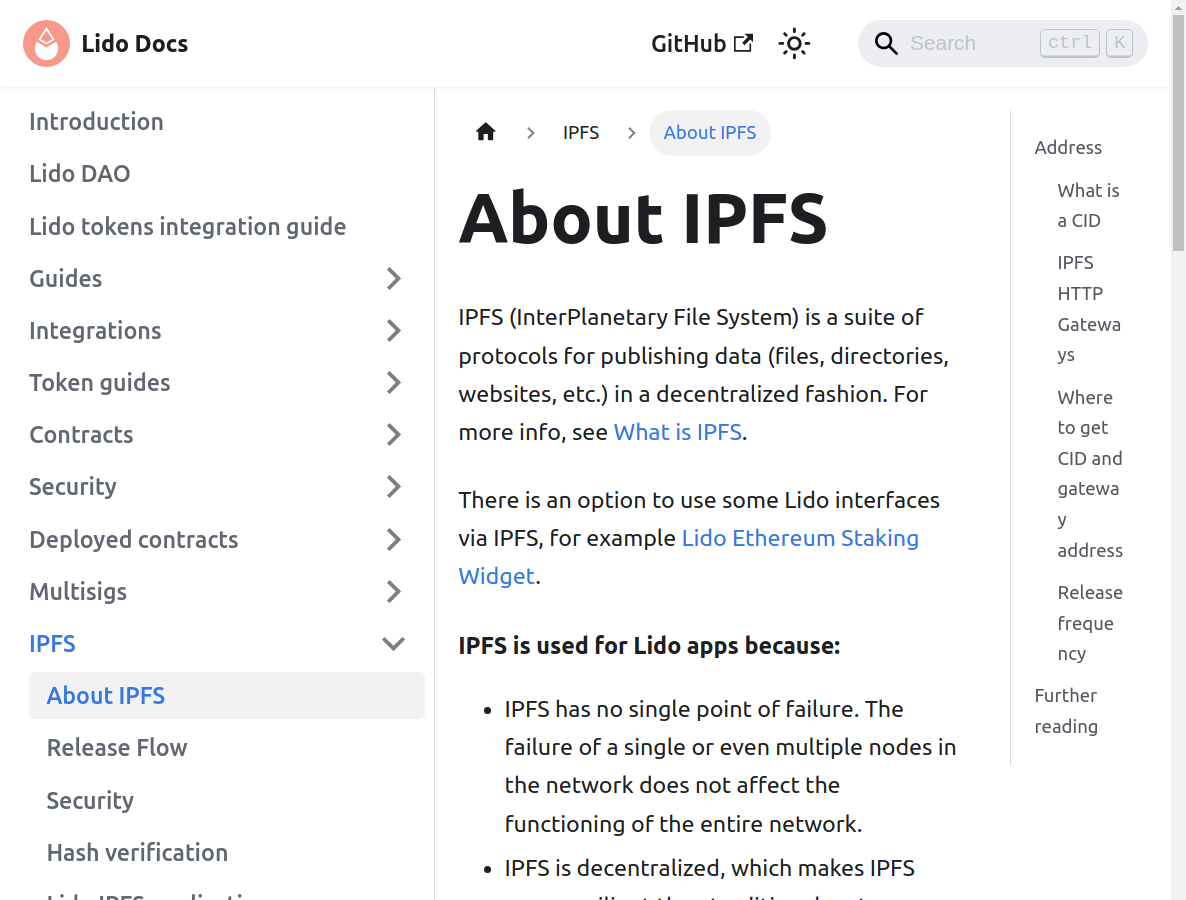 Lido Docs
GitHub
Search
ctrl K
Introduction
Lido DAO
Lido tokens integration guide
Guides
Integrations
Token guides
Contracts
Security
Deployed contracts
Multisigs
IPFS
About IPFS
Release Flow
Security
Hash verification
IPFS
About IPFS
About IPFS
IPFS (InterPlanetary File System) is a suite of
protocols for publishing data (files, directories,
websites, etc.) in a decentralized fashion. For
more info, see What is IPFS.
There is an option to use some Lido interfaces
via IPFS, for example Lido Ethereum Staking
Widget.
IPFS is used for Lido apps because:
IPFS has no single point of failure. The
failure of a single or even multiple nodes in
the network does not affect the
functioning of the entire network.
IPFS is decentralized, which makes IPFS
Address
What is
a CID
IPFS
HTTP
Gatewa
ys
Where
to get
CID and
gatewa
y
address
Release
freque
ncy
Further
reading